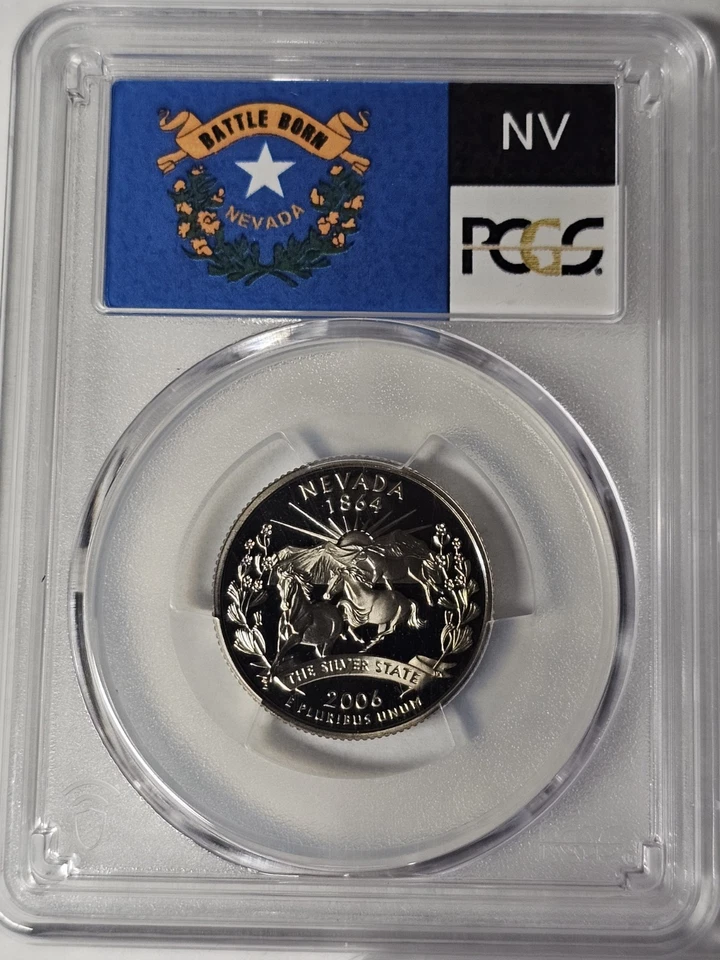 BATTLE BORN
NEVADA
NV
PCGS
NEVADA
1864
THE SILVER STATE
2006
E PLURIBUS UNUM